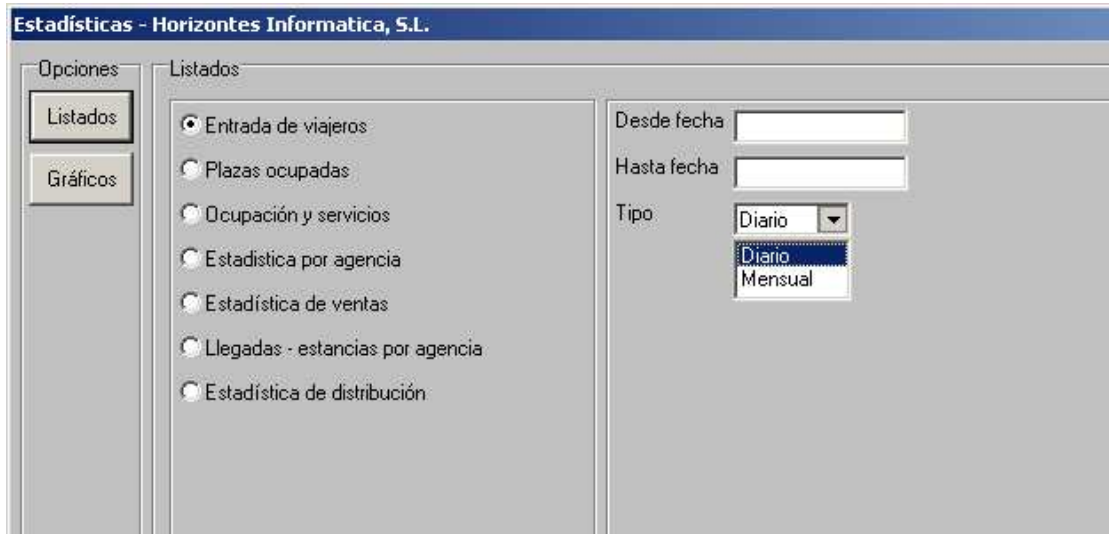 Estadísticas - Horizontes Informatica, S.L.
Opciones
Listados
Gráficos
Listados
Entrada de viajeros
Plazas ocupadas
Ocupación y servicios
Estadistica por agencia
Estadística de ventas
Llegadas - estancias por agencia
Estadística de distribución
Desde fecha
Hasta fecha
Tipo Diario
Diario
Mensual